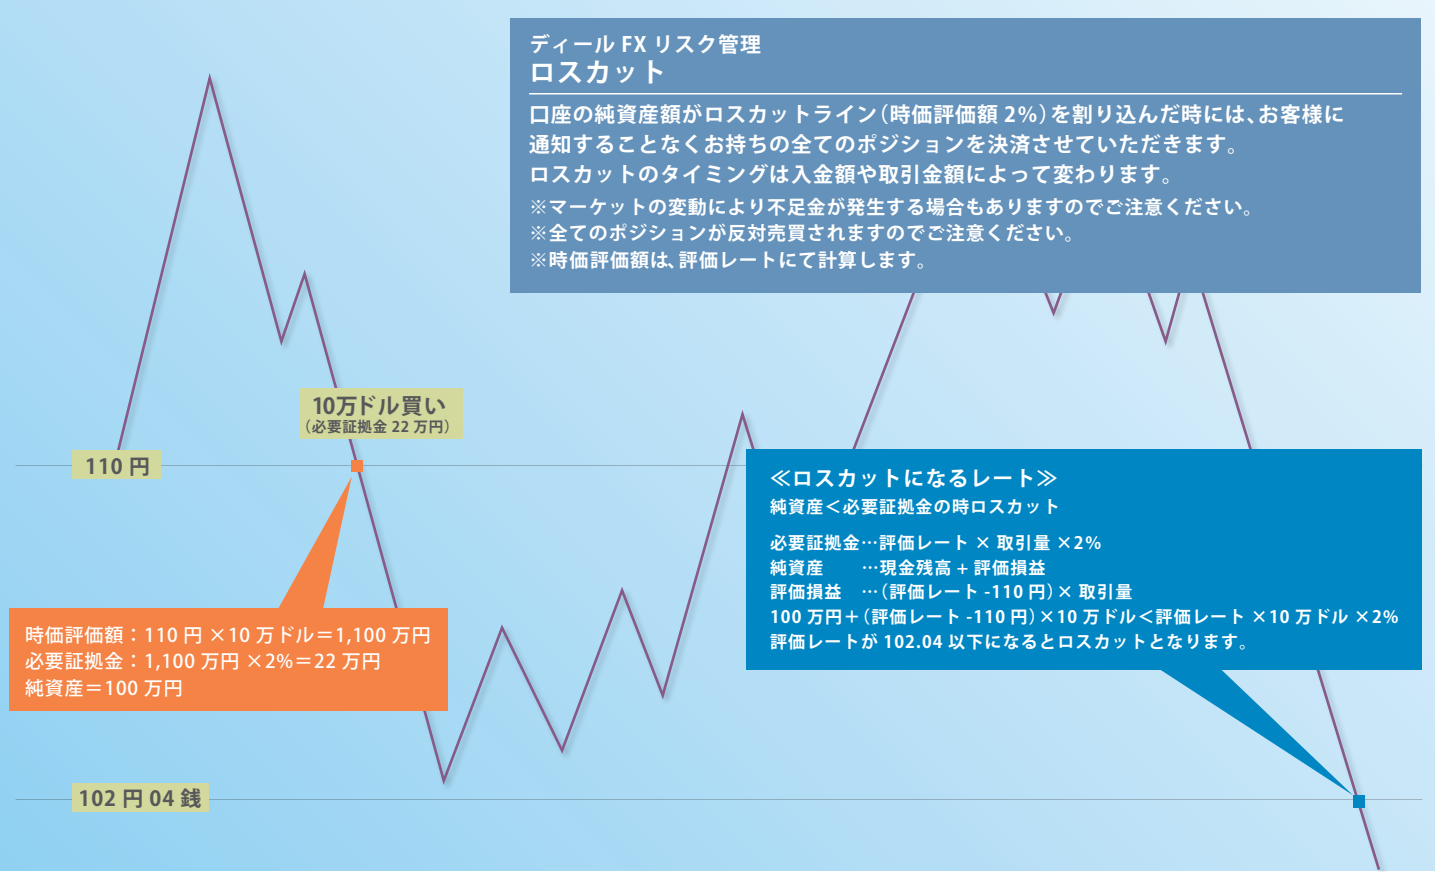 ディール FX リスク管理
ロスカット
口座の純資産額がロスカットライン（時価評価額 2%）を割り込んだ時には、お客様に
通知することなくお持ちの全てのポジションを決済させていただきます。
ロスカットのタイミングは入金額や取引金額によって変わります。
※マーケットの変動により不足金が発生する場合もありますのでご注意ください。
※全てのポジションが反対売買されますのでご注意ください。
※時価評価額は、評価レートにて計算します。
10万ドル買い
（必要証拠金 22 万円）
110 円
≪ロスカットになるレート≫
純資産＜必要証拠金の時ロスカット
必要証拠金…評価レート × 取引量 ×2%
純資産　　…現金残高 + 評価損益
評価損益　…（評価レート -110 円）× 取引量
100 万円＋（評価レート -110 円）×10 万ドル＜評価レート ×10 万ドル ×2%
評価レートが 102.04 以下になるとロスカットとなります。
時価評価額：110 円 ×10 万ドル＝1,100 万円
必要証拠金：1,100 万円 ×2%＝22 万円
純資産＝100 万円
102 円 04 銭